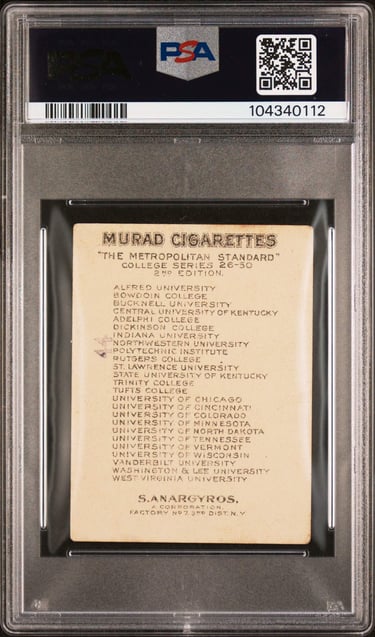 PSA
104340112
MURAD CIGARETTES
"THE METROPOLITAN STANDARD"
COLLEGE SERIES 26-50
2ND EDITION.
ALFRED UNIVERSITY
BOWDOIN COLLEGE
BUCKNELL UNIVERSITY
CENTRAL UNIVERSITY OF KENTUCKY
ADELPHI COLLEGE
DICKINSON COLLEGE
INDIANA UNIVERSITY
NORTHWESTERN UNIVERSITY
POLYTECHNIC INSTITUTE
RUTGERS COLLEGE
ST. LAWRENCE UNIVERSITY
STATE UNIVERSITY OF KENTUCKY
TRINITY COLLEGE
TUFTS COLLEGE
UNIVERSITY OF CHICAGO
UNIVERSITY OF CINCINNATI
UNIVERSITY OF COLORADO
UNIVERSITY OF MINNESOTA
UNIVERSITY OF NORTH DAKOTA
UNIVERSITY OF TENNESSEE
UNIVERSITY OF VERMONT
UNIVERSITY OF WISCONSIN
VANDERBILT UNIVERSITY
WASHINGTON & LEE UNIVERSITY
WEST VIRGINIA UNIVERSITY
S. ANARGYROS.
A CORPORATION
FACTORY NO 7. 3RD DIST. N.Y